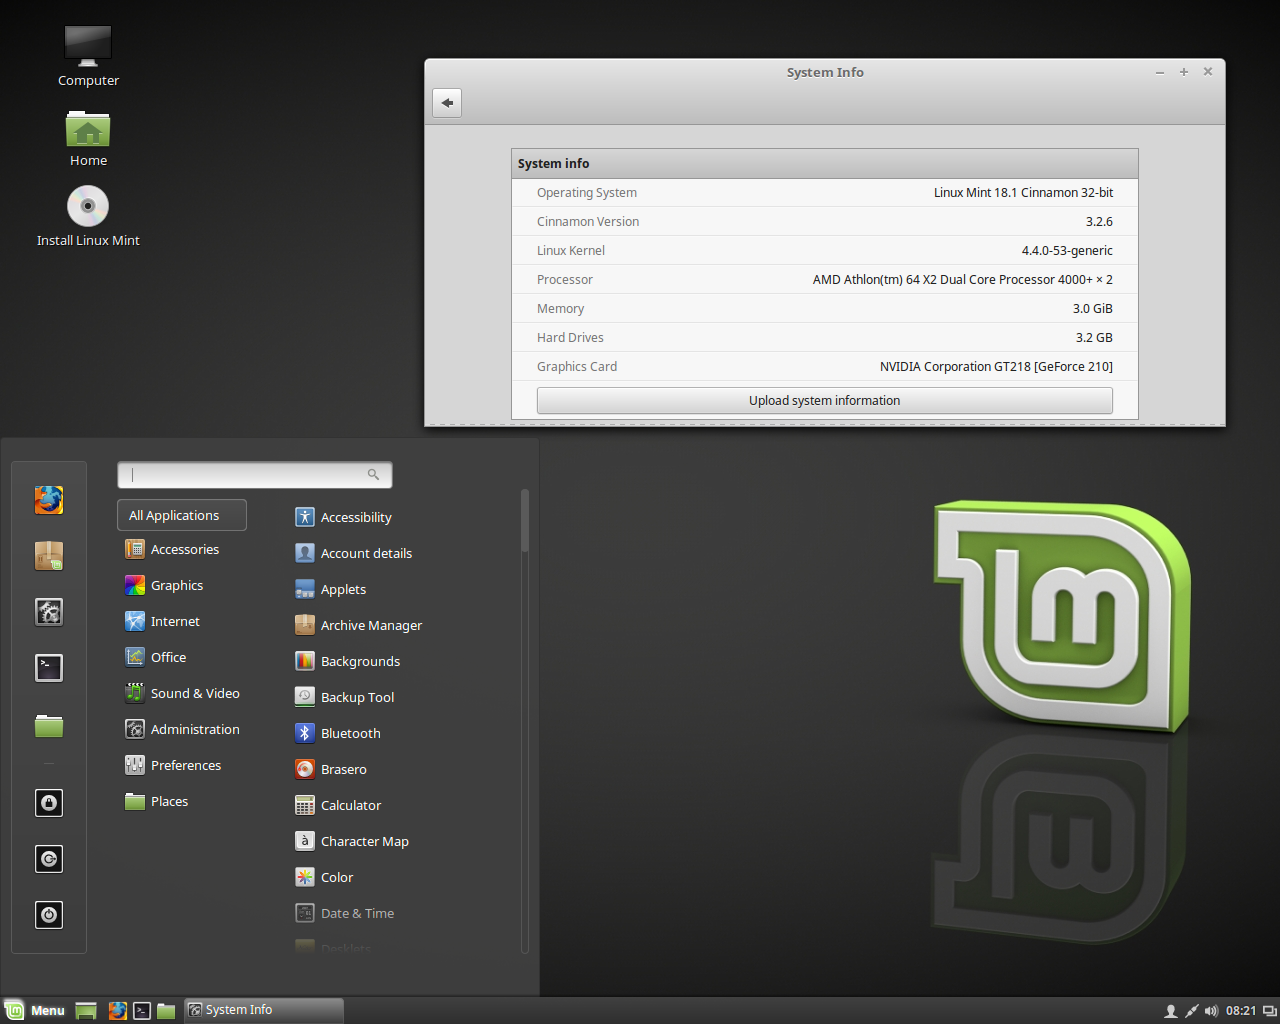 Computer
Home
Install Linux Mint
System Info
System info
Operating System Linux Mint 18.1 Cinnamon 32-bit
Cinnamon Version 3.2.6
Linux Kernel 4.4.0-53-generic
Processor AMD Athlon(tm) 64 X2 Dual Core Processor 4000+ × 2
Memory 3.0 GiB
Hard Drives 3.2 GB
Graphics Card NVIDIA Corporation GT218 [GeForce 210]
Upload system information
All Applications
Accessories
Graphics
Internet
Office
Sound & Video
Administration
Preferences
Places
Accessibility
Account details
Applets
Archive Manager
Backgrounds
Backup Tool
Bluetooth
Brasero
Calculator
Character Map
Color
Date & Time
Desklets
Menu
System Info
08:21